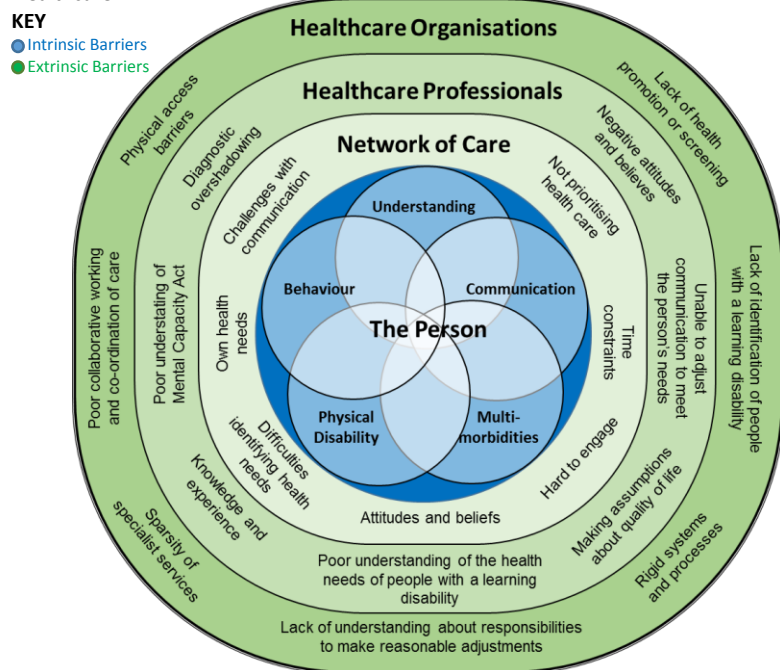 KEY
Intrinsic Barriers
Extrinsic Barriers
Healthcare Organisations
Physical access
barriers
Lack of health
promotion or screening
Poor collaborative working
and co-ordination of care
Lack of identification of people
with a learning disability
Sparsity of
specialist services
Rigid systems
and processes
Lack of understanding about responsibilities
to make reasonable adjustments
Healthcare Professionals
Diagnostic
overshadowing
Negative attitudes
and believes
Poor understating of
Mental Capacity Act
Unable to adjust
communication to meet
the person's needs
Knowledge and
experience
Making assumptions
about quality of life
Poor understanding of the health
needs of people with a learning
disability
Network of Care
Challenges with
communication
Not prioritising
health care
Own health
needs
Time
constraints
Difficulties
identifying health
needs
Hard to engage
Attitudes and beliefs
Understanding
Behaviour
Communication
The Person
Physical
Disability
Multi-
morbidities